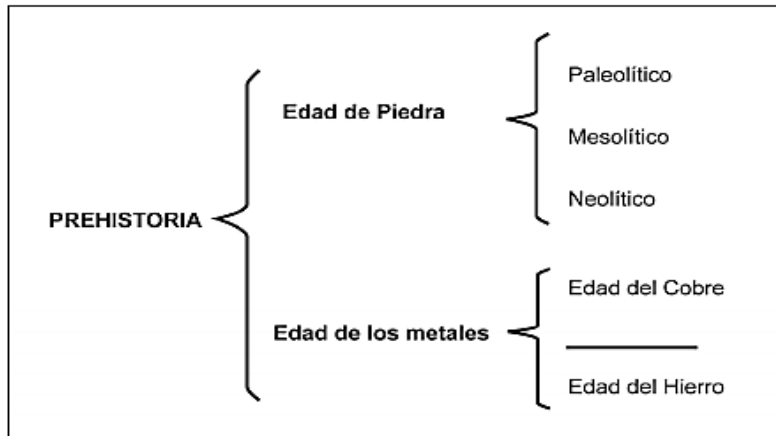 PREHISTORIA
Edad de Piedra
Paleolítico
Mesolítico
Neolítico
Edad de los metales
Edad del Cobre
Edad del Hierro